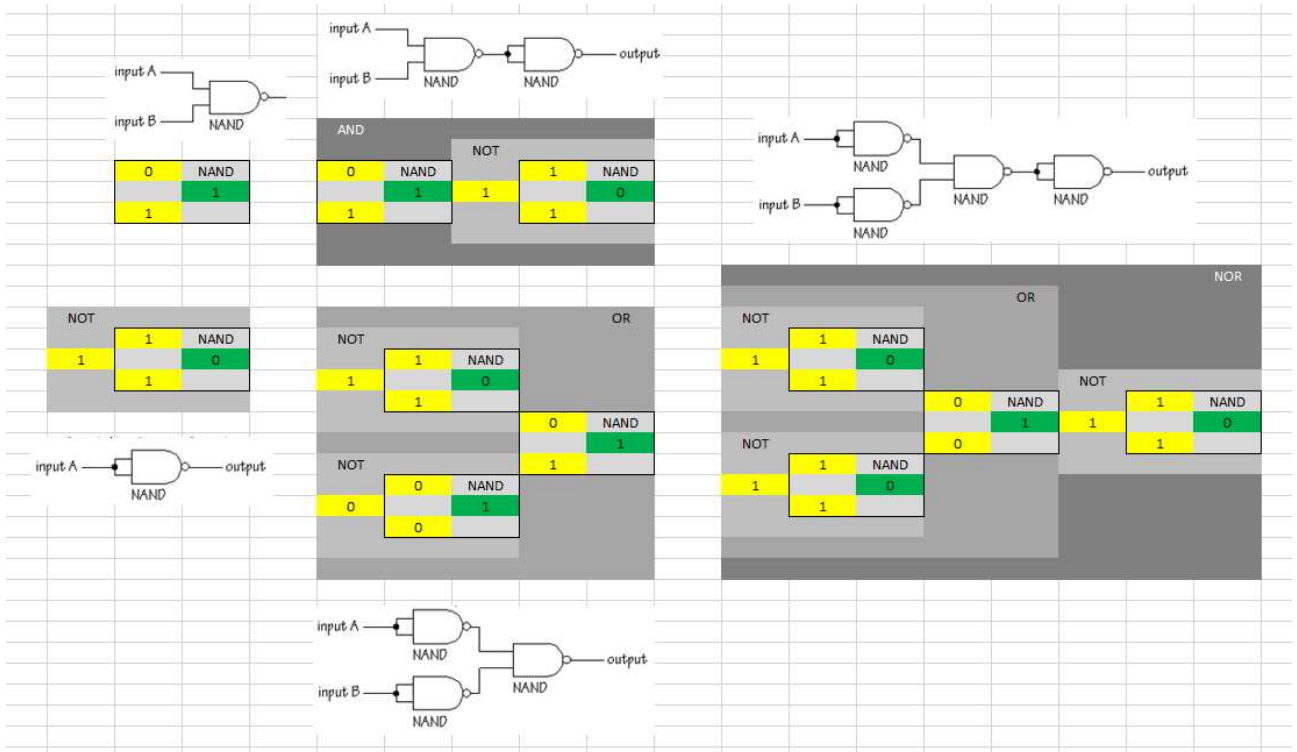 input A
input B
NAND
0 NAND
1
1
input A
input B
NAND NAND
output
AND
NOT
0 NAND 1 NAND
1 1 0
1 1
input A
NAND
input B
NAND
NAND NAND
output
NOT
1 NAND
1 0
1
input A
NAND
output
OR
NOT
1 NAND
1 0
1
0 NAND
1
1
NOT
0 NAND
0 1
0
input A
NAND
input B
NAND
NAND
output
NOR
OR
NOT
1 NAND
1 0
1
NOT
0 NAND 1 NAND
1 1 0
0 1
NOT
1 NAND
1 0
1